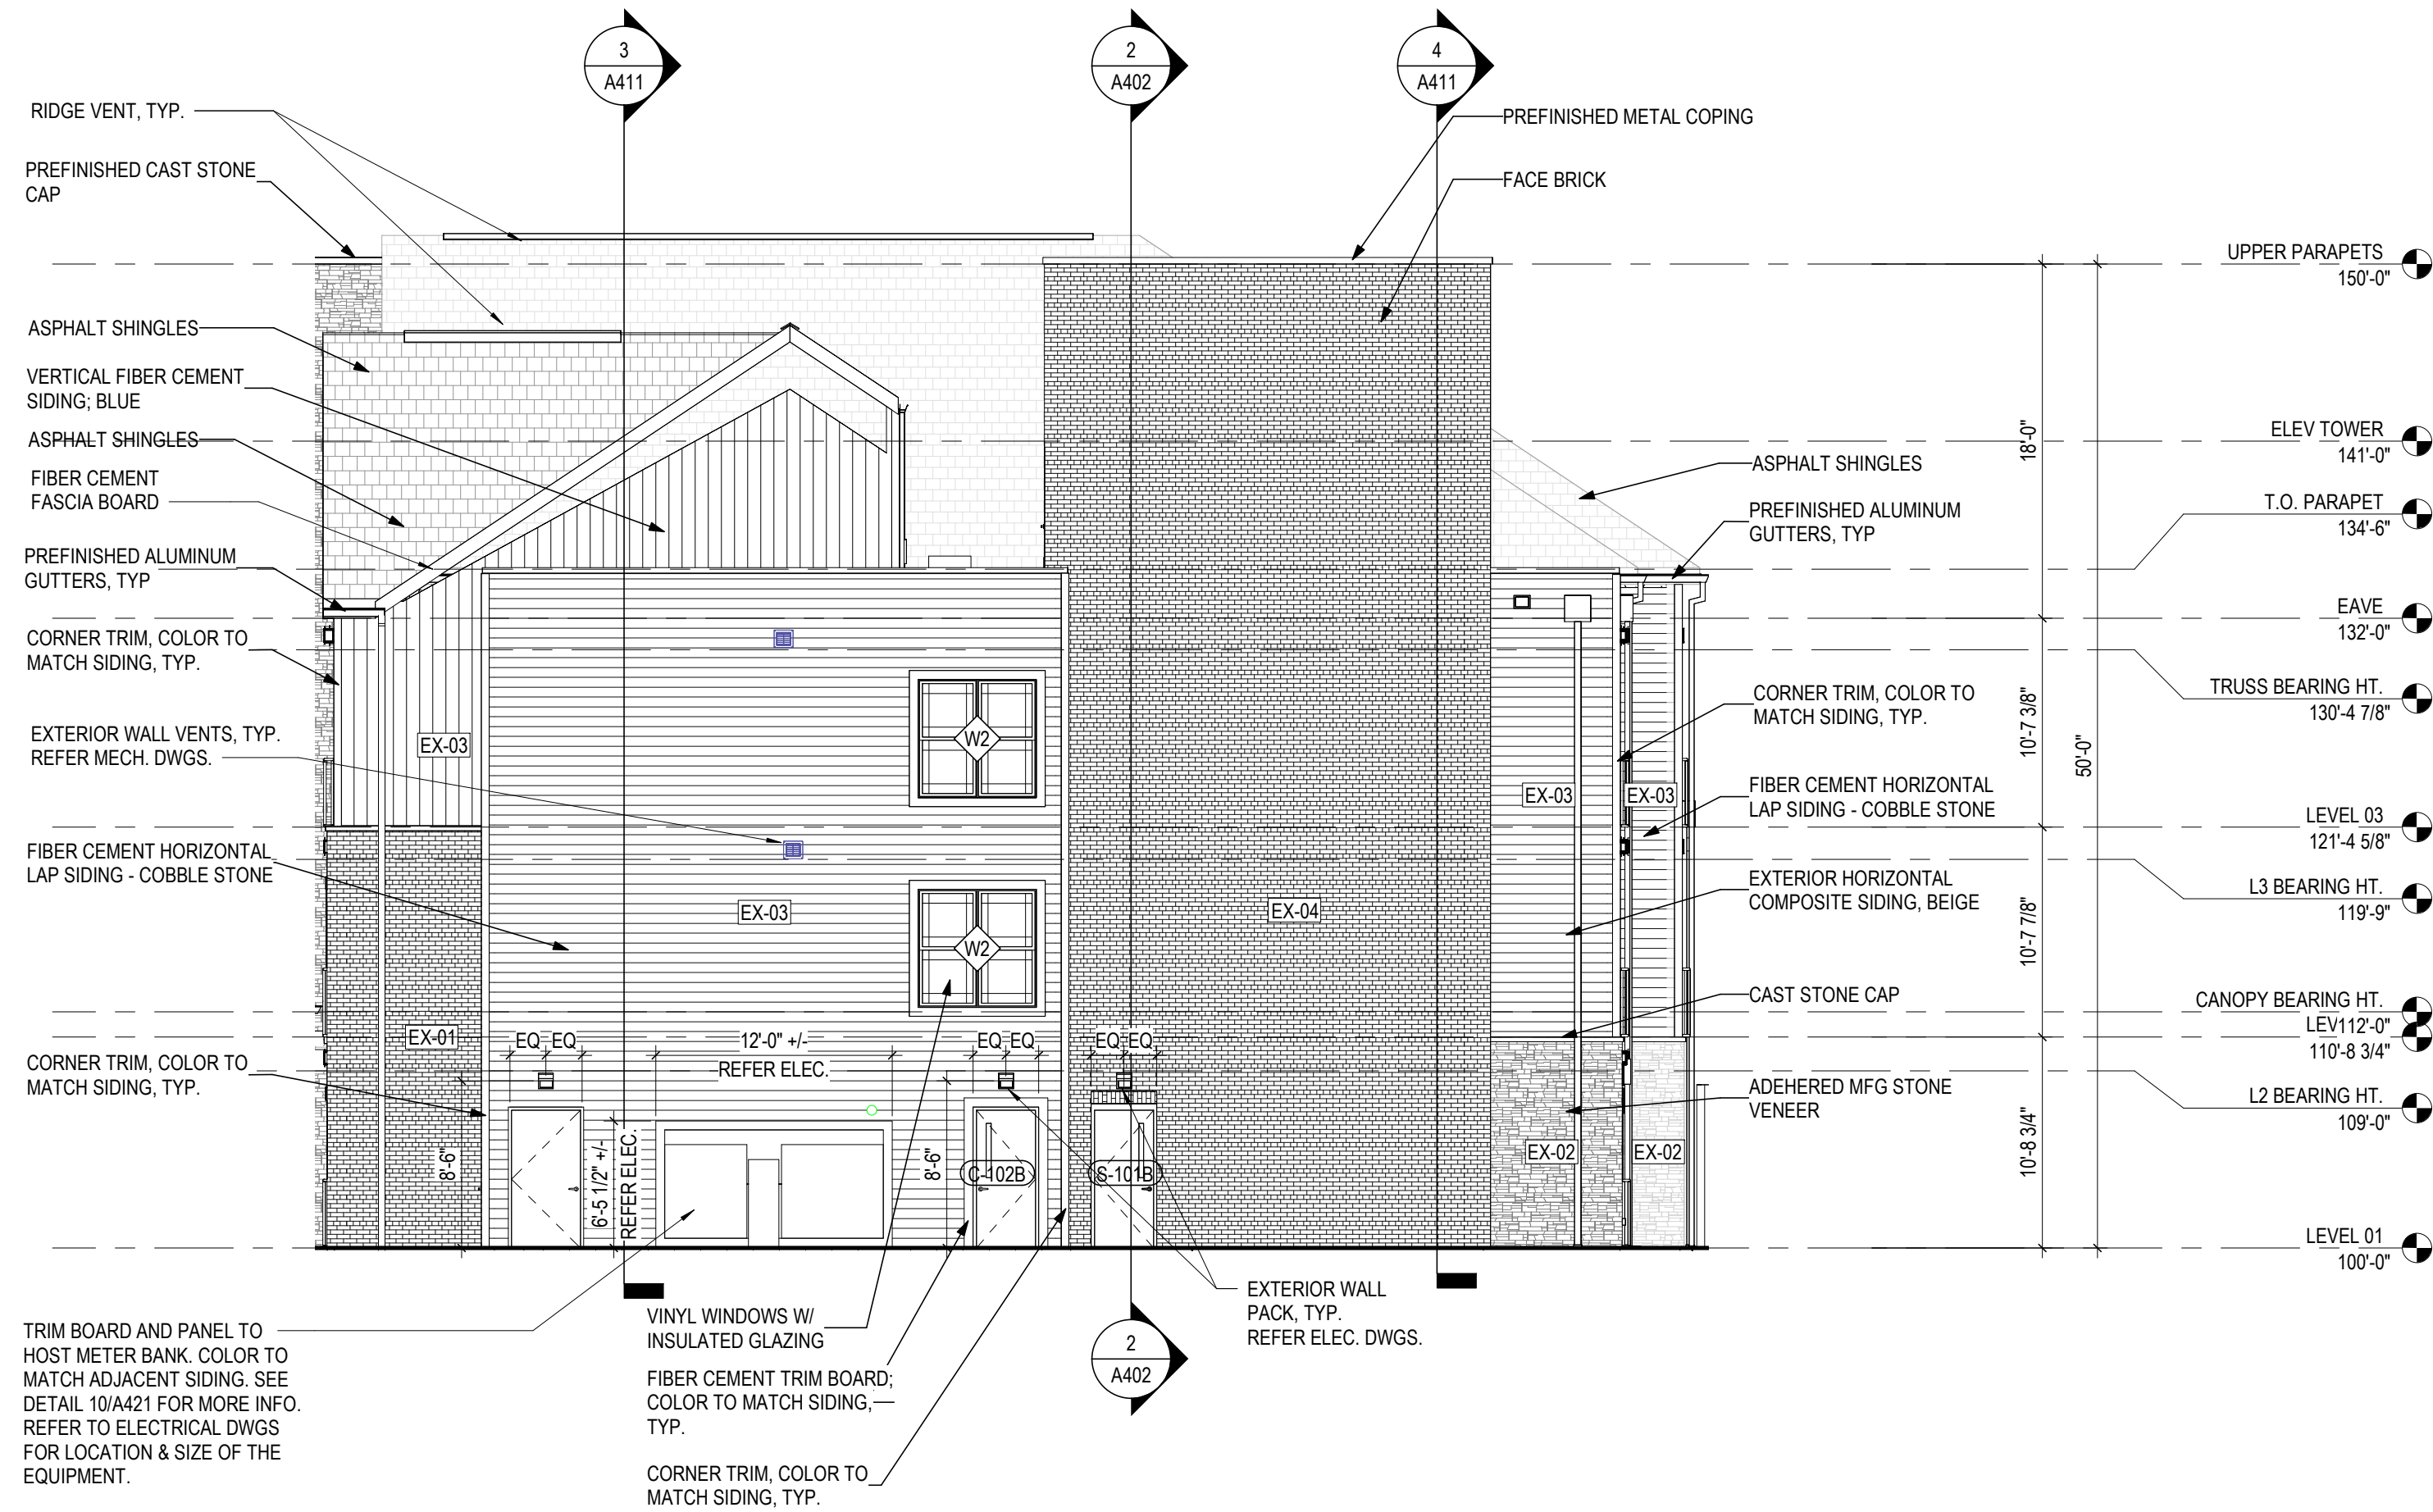 3
A411
2
A402
4
A411
RIDGE VENT, TYP.
PREFINISHED CAST STONE
CAP
ASPHALT SHINGLES
VERTICAL FIBER CEMENT
SIDING; BLUE
ASPHALT SHINGLES
FIBER CEMENT
FASCIA BOARD
PREFINISHED ALUMINUM
GUTTERS, TYP
CORNER TRIM, COLOR TO
MATCH SIDING, TYP.
EXTERIOR WALL VENTS, TYP.
REFER MECH. DWGS.
FIBER CEMENT HORIZONTAL
LAP SIDING - COBBLE STONE
CORNER TRIM, COLOR TO
MATCH SIDING, TYP.
TRIM BOARD AND PANEL TO
HOST METER BANK. COLOR TO
MATCH ADJACENT SIDING. SEE
DETAIL 10/A421 FOR MORE INFO.
REFER TO ELECTRICAL DWGS
FOR LOCATION & SIZE OF THE
EQUIPMENT.
EX-03
EX-01
EX-03
W2
W2
EX-04
EX-03
EX-03
EX-02
EX-02
EQ EQ
12'-0" +/-
REFER ELEC.
EQ EQ
EQ EQ
8'-6"
6'-5 1/2" +/-
REFER ELEC.
8'-6"
C-102B
S-101B
VINYL WINDOWS W/
INSULATED GLAZING
FIBER CEMENT TRIM BOARD;
COLOR TO MATCH SIDING,
TYP.
CORNER TRIM, COLOR TO
MATCH SIDING, TYP.
2
A402
EXTERIOR WALL
PACK, TYP.
REFER ELEC. DWGS.
PREFINISHED METAL COPING
FACE BRICK
ASPHALT SHINGLES
PREFINISHED ALUMINUM
GUTTERS, TYP
CORNER TRIM, COLOR TO
MATCH SIDING, TYP.
FIBER CEMENT HORIZONTAL
LAP SIDING - COBBLE STONE
EXTERIOR HORIZONTAL
COMPOSITE SIDING, BEIGE
CAST STONE CAP
ADEHERED MFG STONE
VENEER
18'-0"
10'-7 3/8"
50'-0"
10'-7 7/8"
10'-8 3/4"
UPPER PARAPETS
150'-0"
ELEV TOWER
141'-0"
T.O. PARAPET
134'-6"
EAVE
132'-0"
TRUSS BEARING HT.
130'-4 7/8"
LEVEL 03
121'-4 5/8"
L3 BEARING HT.
119'-9"
CANOPY BEARING HT.
112'-0"
LEV
110'-8 3/4"
L2 BEARING HT.
109'-0"
LEVEL 01
100'-0"